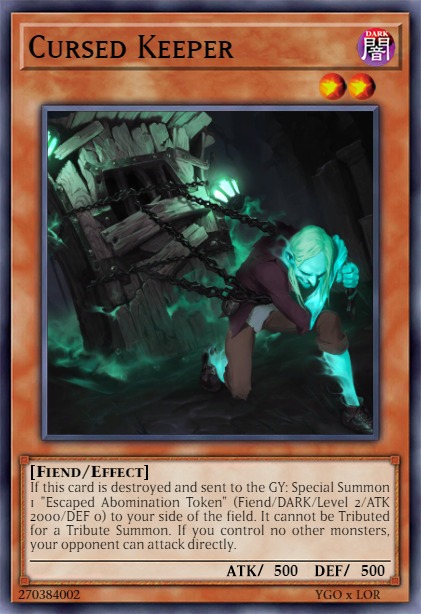 CURSED KEEPER
DARK
闇
[FIEND/EFFECT]
If this card is destroyed and sent to the GY: Special Summon
1 "Escaped Abomination Token" (Fiend/DARK/Level 2/ATK
2000/DEF 0) to your side of the field. It cannot be Tributed
for a Tribute Summon. If you control no other monsters,
your opponent can attack directly.
ATK/ 500 DEF/ 500
270384002 YGO x LOR